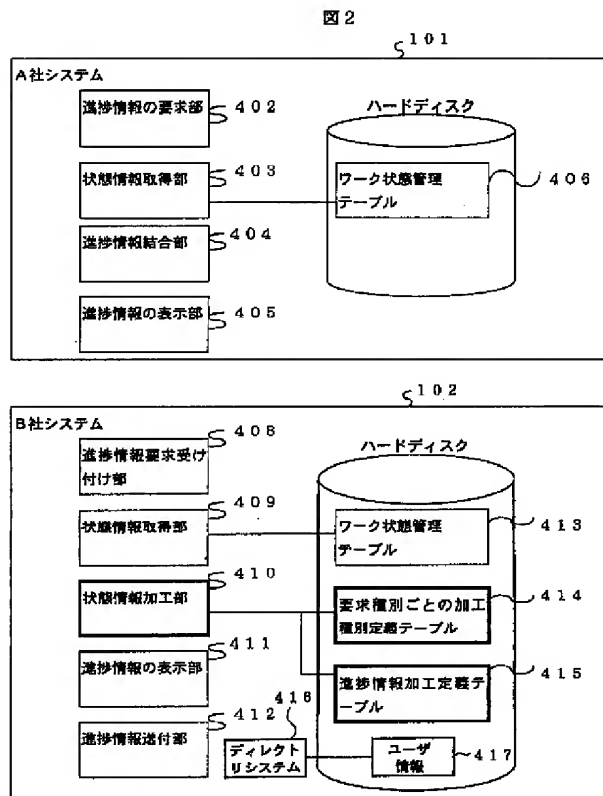 図2
101
A社システム
進捗情報の要求部
402
ハードディスク
状態情報取得部
403
ワーク状態管理
テーブル
406
進捗情報結合部
404
進捗情報の表示部
405
102
B社システム
進捗情報要求受け
付け部
408
ハードディスク
状態情報取得部
409
ワーク状態管理
テーブル
413
状態情報加工部
410
要求種別ごとの加工
種別定義テーブル
414
進捗情報の表示部
411
進捗情報加工定義テ
ーブル
415
進捗情報送付部
412
416
ディレクト
リシステム
ユーザ
情報
417